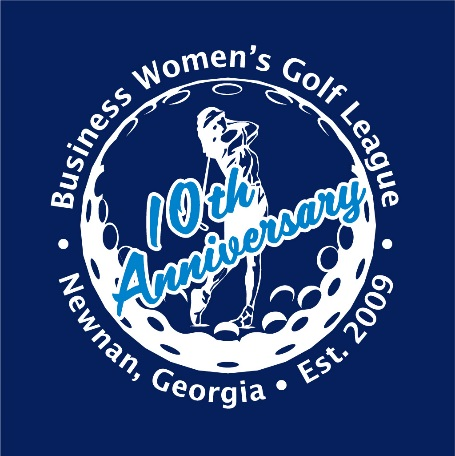 Business Women's Golf League
10th
Anniversary
Newnan, Georgia • Est. 2009